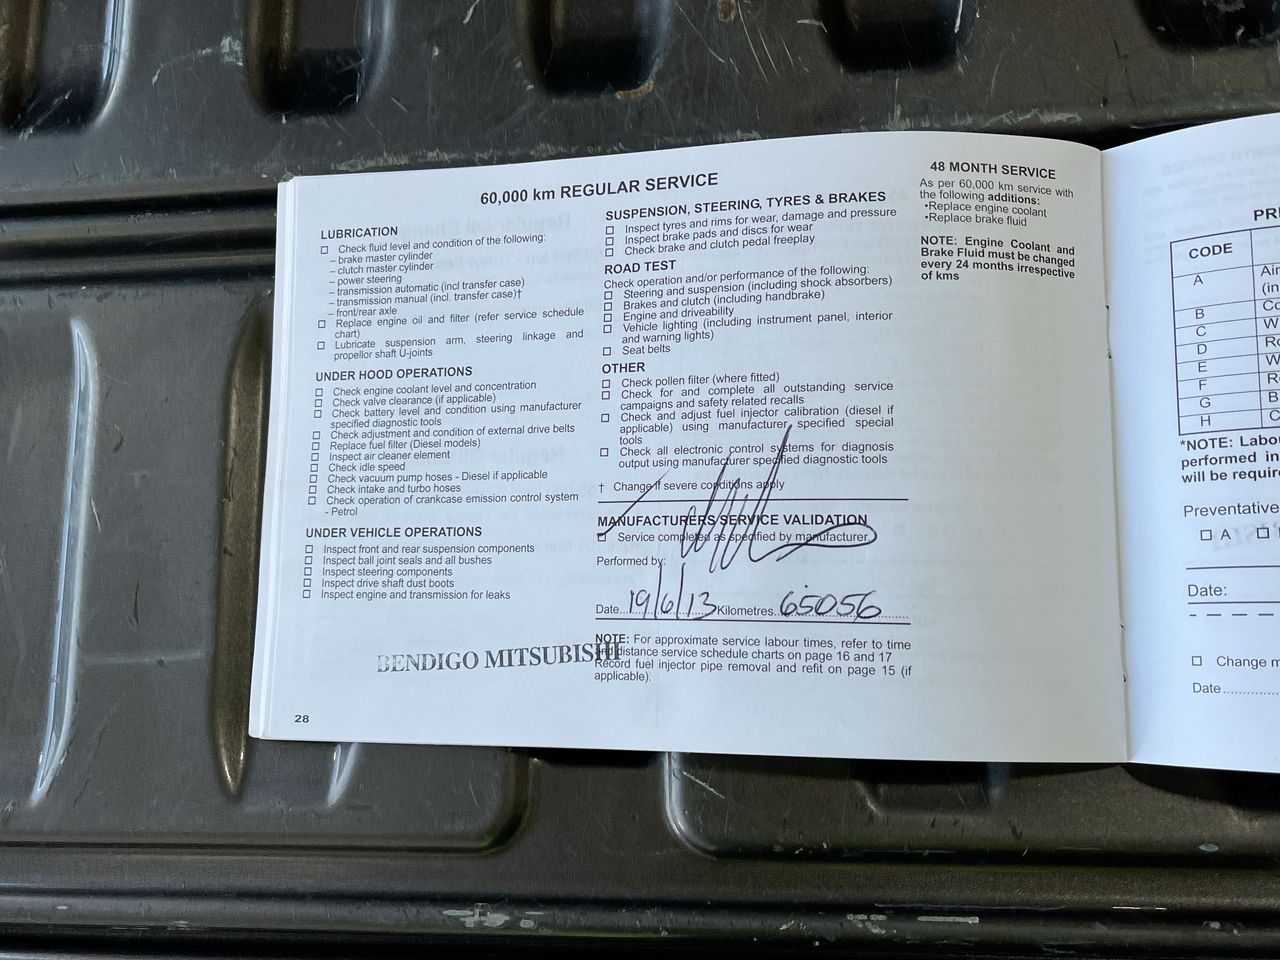 60,000 km REGULAR SERVICE
LUBRICATION
☐ Check fluid level and condition of the following:
– brake master cylinder
– clutch master cylinder
– power steering
– transmission automatic (incl transfer case)
– transmission manual (incl. transfer case)†
– front/rear axle
☐ Replace engine oil and filter (refer service schedule
chart)
☐ Lubricate suspension arm, steering linkage and
propellor shaft U-joints
UNDER HOOD OPERATIONS
☐ Check engine coolant level and concentration
☐ Check valve clearance (if applicable)
☐ Check battery level and condition using manufacturer
specified diagnostic tools
☐ Check adjustment and condition of external drive belts
☐ Replace fuel filter (Diesel models)
☐ Inspect air cleaner element
☐ Check idle speed
☐ Check vacuum pump hoses - Diesel if applicable
☐ Check intake and turbo hoses
☐ Check operation of crankcase emission control system
- Petrol
UNDER VEHICLE OPERATIONS
☐ Inspect front and rear suspension components
☐ Inspect ball joint seals and all bushes
☐ Inspect steering components
☐ Inspect drive shaft dust boots
☐ Inspect engine and transmission for leaks
BENDIGO MITSUBISHI
28
SUSPENSION, STEERING, TYRES & BRAKES
☐ Inspect tyres and rims for wear, damage and pressure
☐ Inspect brake pads and discs for wear
☐ Check brake and clutch pedal freeplay
ROAD TEST
Check operation and/or performance of the following:
☐ Steering and suspension (including shock absorbers)
☐ Brakes and clutch (including handbrake)
☐ Engine and driveability
☐ Vehicle lighting (including instrument panel, interior
and warning lights)
☐ Seat belts
OTHER
☐ Check pollen filter (where fitted)
☐ Check for and complete all outstanding service
campaigns and safety related recalls
☐ Check and adjust fuel injector calibration (diesel if
applicable) using manufacturer specified special
tools
☐ Check all electronic control systems for diagnosis
output using manufacturer specified diagnostic tools
† Change if severe conditions apply
MANUFACTURERS SERVICE VALIDATION
☐ Service completed as specified by manufacturer.
Performed by:
Date...19/6/13 Kilometres...65056
NOTE: For approximate service labour times, refer to time
and distance service schedule charts on page 16 and 17
Record fuel injector pipe removal and refit on page 15 (if
applicable).
48 MONTH SERVICE
As per 60,000 km service with
the following additions:
•Replace engine coolant
•Replace brake fluid
NOTE: Engine Coolant and
Brake Fluid must be changed
every 24 months irrespective
of kms
CODE
A
B
C
D
E
F
G
H
*NOTE:
performed in
will be
Preventative
☐ A ☐
Date:
☐ Change
Date